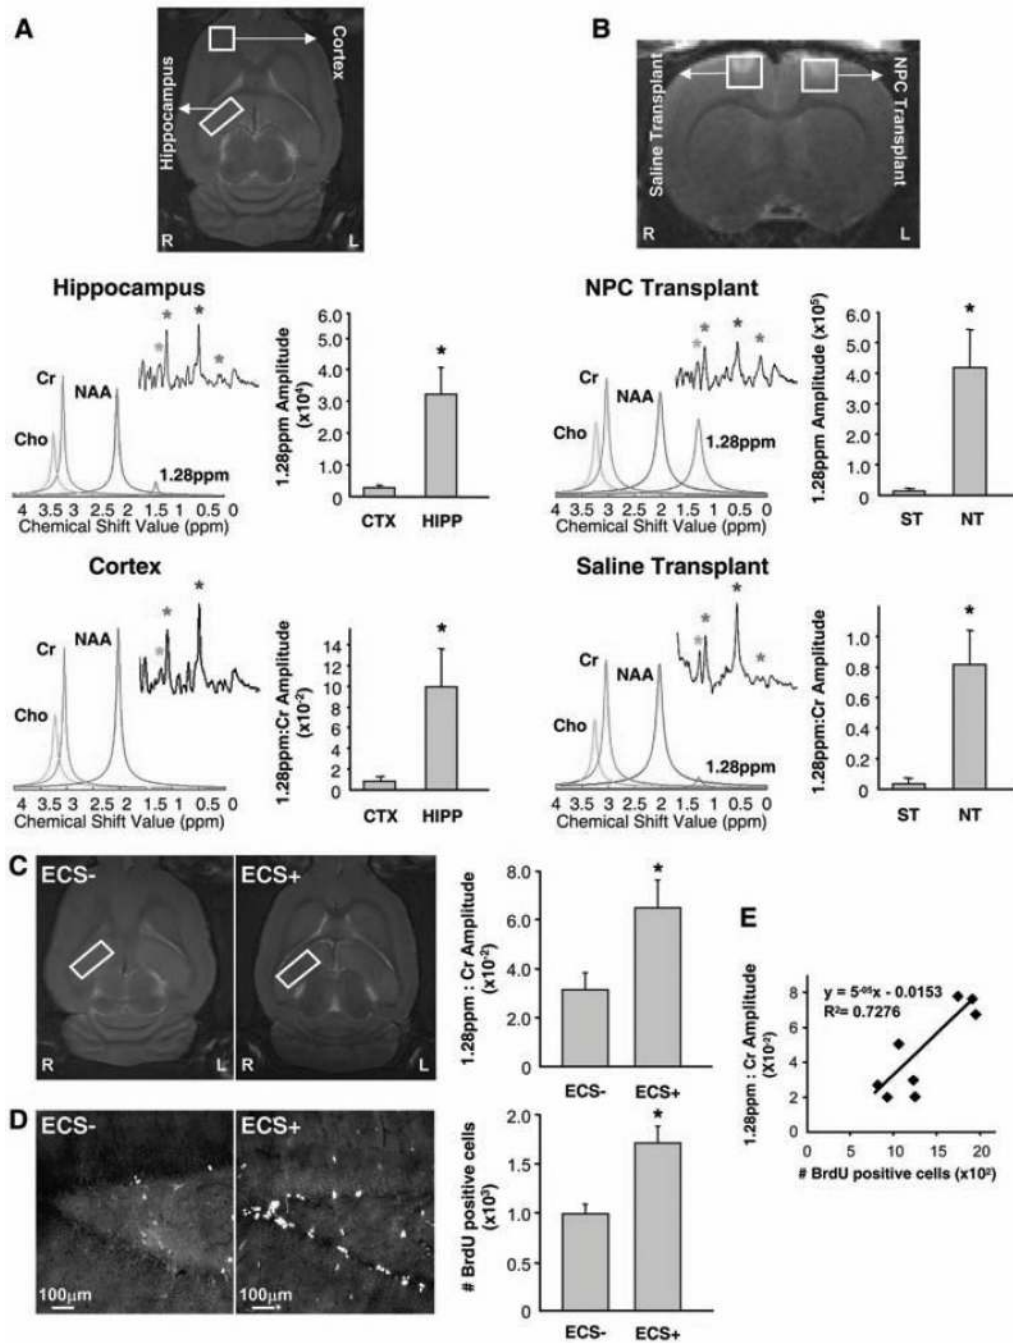 A
Hippocampus
Cortex
R
L
B
Saline Transplant
NPC Transplant
R
L
Hippocampus
*
*
*
*
Cr
NAA
Cho
1.28ppm
4 3.5 3 2.5 2 1.5 1 0.5 0
Chemical Shift Value (ppm)
1.28ppm Amplitude
(x10⁴)
6.0
5.0
4.0
3.0
2.0
1.0
0
*
CTX HIPP
NPC Transplant
*
*
*
*
Cr
NAA
Cho
1.28ppm
4 3.5 3 2.5 2 1.5 1 0.5 0
Chemical Shift Value (ppm)
1.28ppm Amplitude (x10⁵)
6.0
5.0
4.0
3.0
2.0
1.0
0
*
ST NT
Cortex
*
*
*
Cr
NAA
Cho
4 3.5 3 2.5 2 1.5 1 0.5 0
Chemical Shift Value (ppm)
1.28ppm:Cr Amplitude
(x10⁻²)
14
12
10
8
6
4
2
0
*
CTX HIPP
Saline Transplant
*
*
*
*
Cr
NAA
Cho
1.28ppm
4 3.5 3 2.5 2 1.5 1 0.5 0
Chemical Shift Value (ppm)
1.28ppm:Cr Amplitude
1.0
0.8
0.6
0.4
0.2
0
*
ST NT
C
ECS-
R
L
ECS+
R
L
1.28ppm : Cr Amplitude
(x10⁻²)
8.0
6.0
4.0
2.0
0
*
ECS- ECS+
D
ECS-
100μm
ECS+
100μm
# BrdU positive cells
(x10³)
2.0
1.5
1.0
0.5
*
ECS- ECS+
E
1.28ppm : Cr Amplitude
(X10⁻²)
8
6
4
2
0
y = 5⁻⁰⁵x - 0.0153
R²= 0.7276
0 5 10 15 20
# BrdU positive cells (x10²)